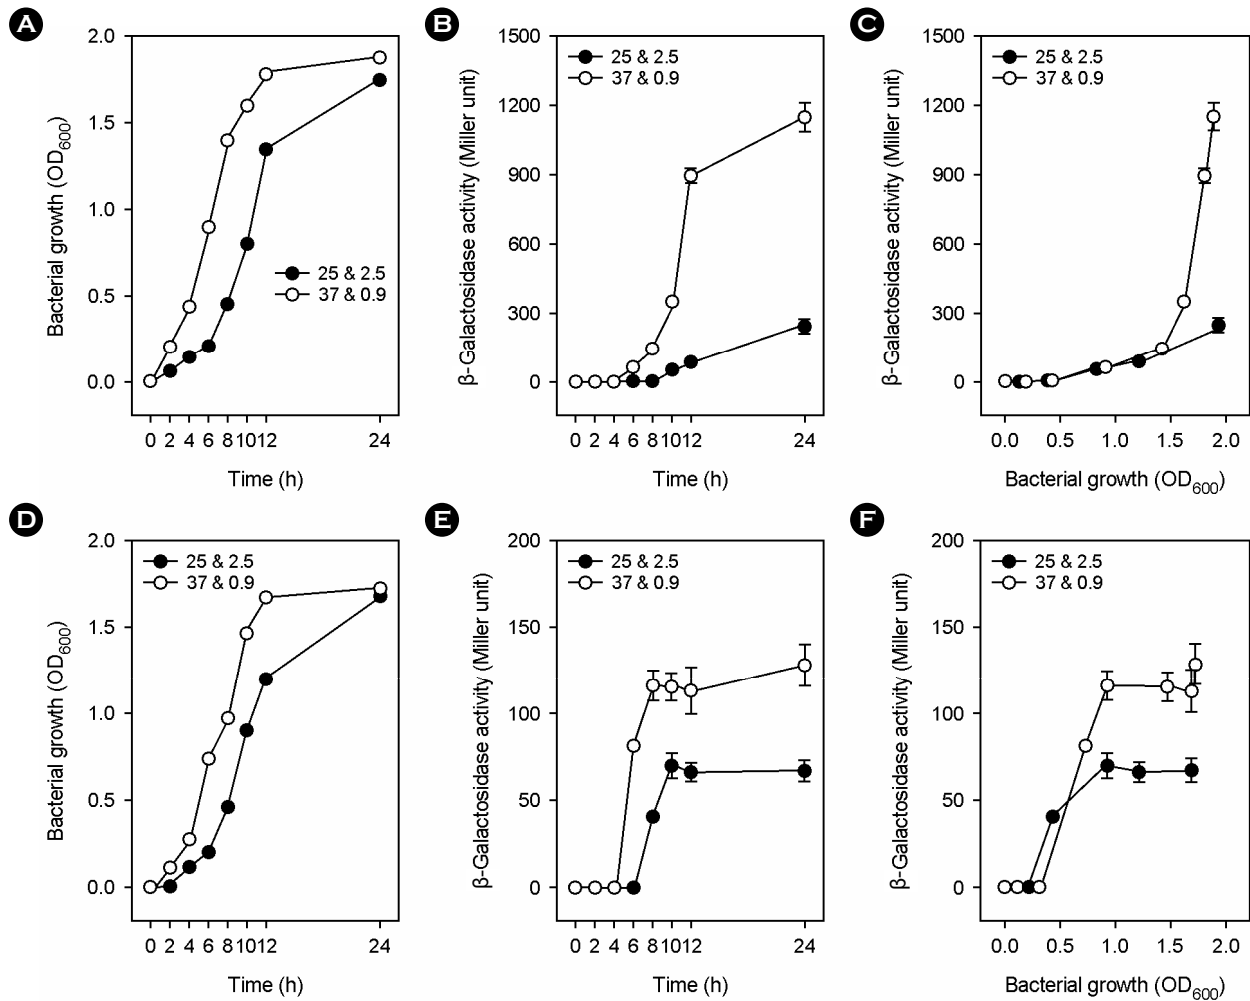 A
Bacterial growth (OD600)
2.0
1.5
1.0
0.5
0.0
25 & 2.5
37 & 0.9
0 2 4 6 8 10 12 24
Time (h)
B
β-Galactosidase activity (Miller unit)
1500
1200
900
600
300
0
25 & 2.5
37 & 0.9
0 2 4 6 8 10 12 24
Time (h)
C
β-Galactosidase activity (Miller unit)
1500
1200
900
600
300
0
25 & 2.5
37 & 0.9
0.0 0.5 1.0 1.5 2.0
Bacterial growth (OD600)
D
Bacterial growth (OD600)
2.0
1.5
1.0
0.5
0.0
25 & 2.5
37 & 0.9
0 2 4 6 8 10 12 24
Time (h)
E
β-Galactosidase activity (Miller unit)
200
150
100
50
0
25 & 2.5
37 & 0.9
0 2 4 6 8 10 12 24
Time (h)
F
β-Galactosidase activity (Miller unit)
200
150
100
50
0
25 & 2.5
37 & 0.9
0.0 0.5 1.0 1.5 2.0
Bacterial growth (OD600)